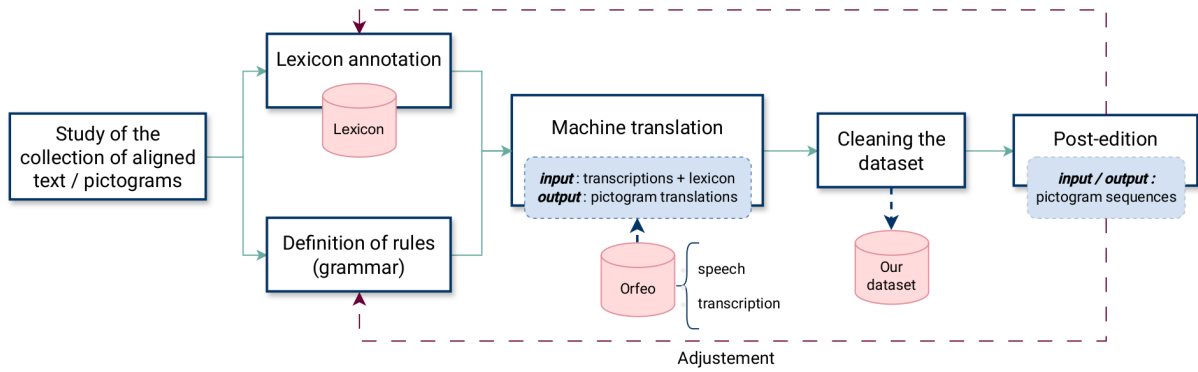 Study of the
collection of aligned
text / pictograms
Lexicon annotation
Lexicon
Definition of rules
(grammar)
Machine translation
input : transcriptions + lexicon
output : pictogram translations
Orfeo
speech
transcription
Cleaning the
dataset
Our
dataset
Post-edition
input / output :
pictogram sequences
Adjustement